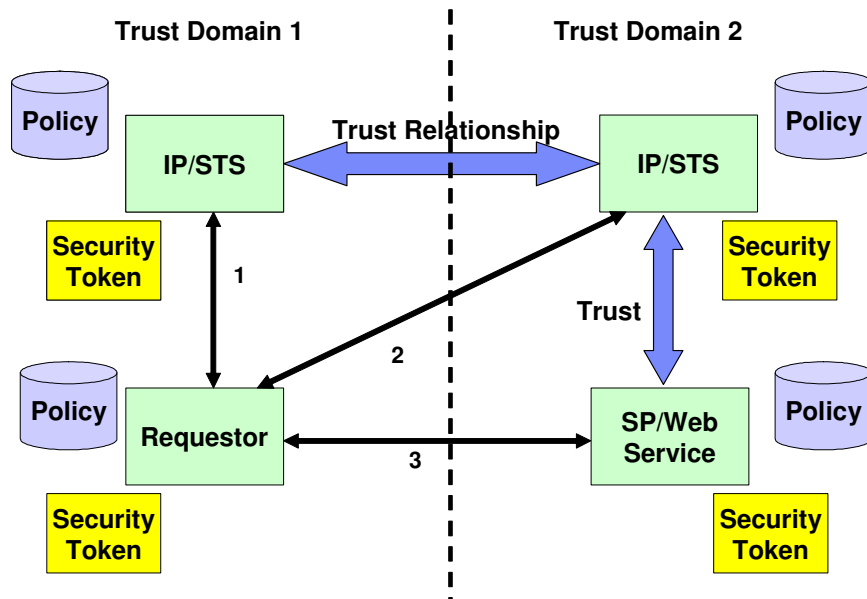 Trust Domain 1
Trust Domain 2
Policy
IP/STS
Trust Relationship
IP/STS
Policy
Security
Token
1
Security
Token
Trust
2
Policy
Requestor
3
SP/Web
Service
Policy
Security
Token
Security
Token